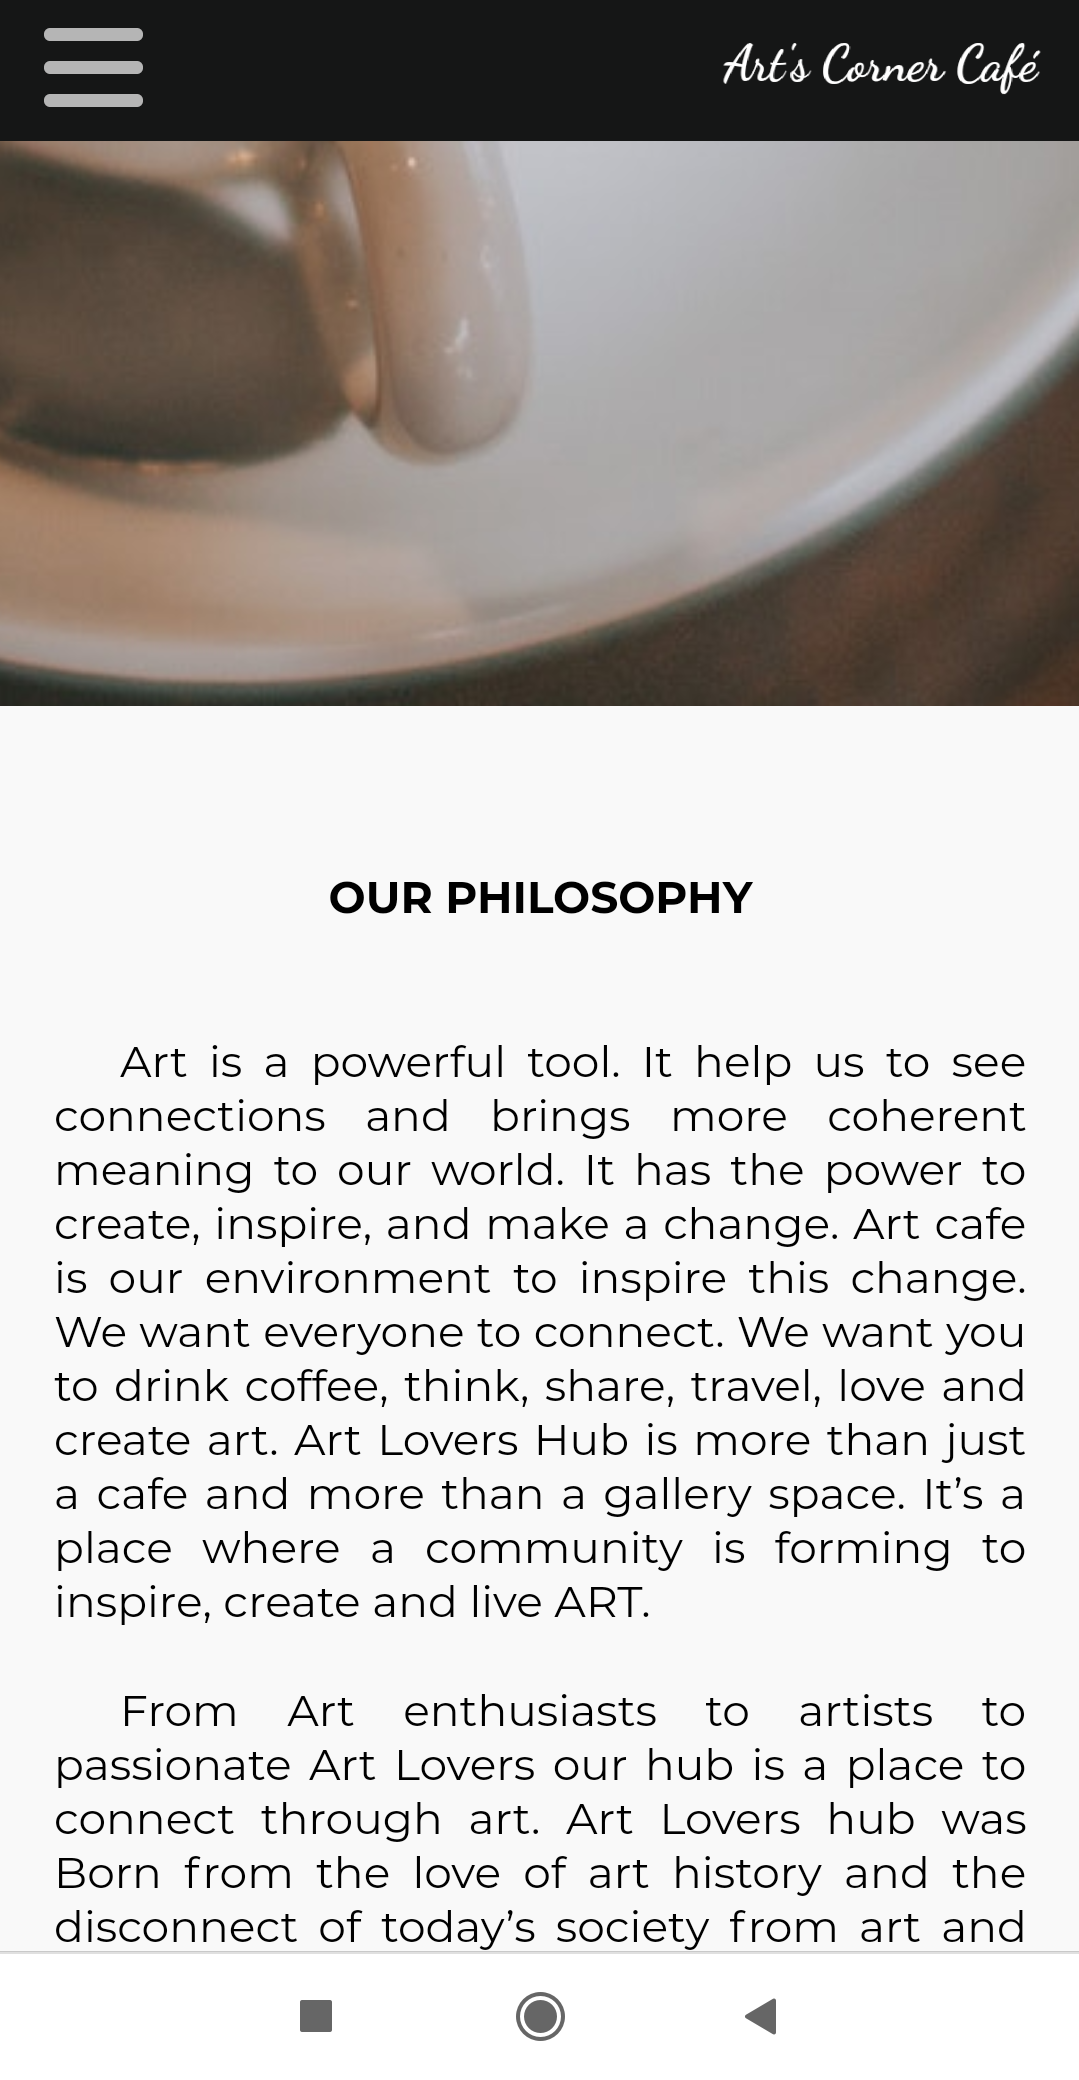 Art's Corner Café
OUR PHILOSOPHY
Art is a powerful tool. It help us to see
connections and brings more coherent
meaning to our world. It has the power to
create, inspire, and make a change. Art cafe
is our environment to inspire this change.
We want everyone to connect. We want you
to drink coffee, think, share, travel, love and
create art. Art Lovers Hub is more than just
a cafe and more than a gallery space. It’s a
place where a community is forming to
inspire, create and live ART.
From Art enthusiasts to artists to
passionate Art Lovers our hub is a place to
connect through art. Art Lovers hub was
Born from the love of art history and the
disconnect of today’s society from art and